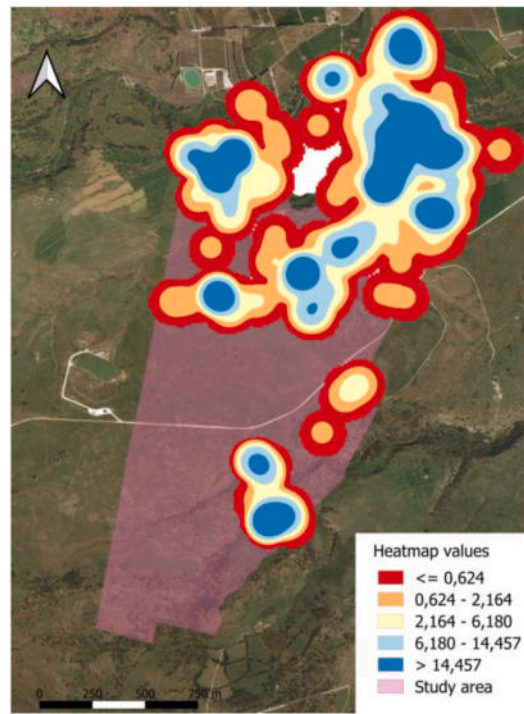 Heatmap values
<= 0,624
0,624 - 2,164
2,164 - 6,180
6,180 - 14,457
> 14,457
Study area
0 250 500 750 m